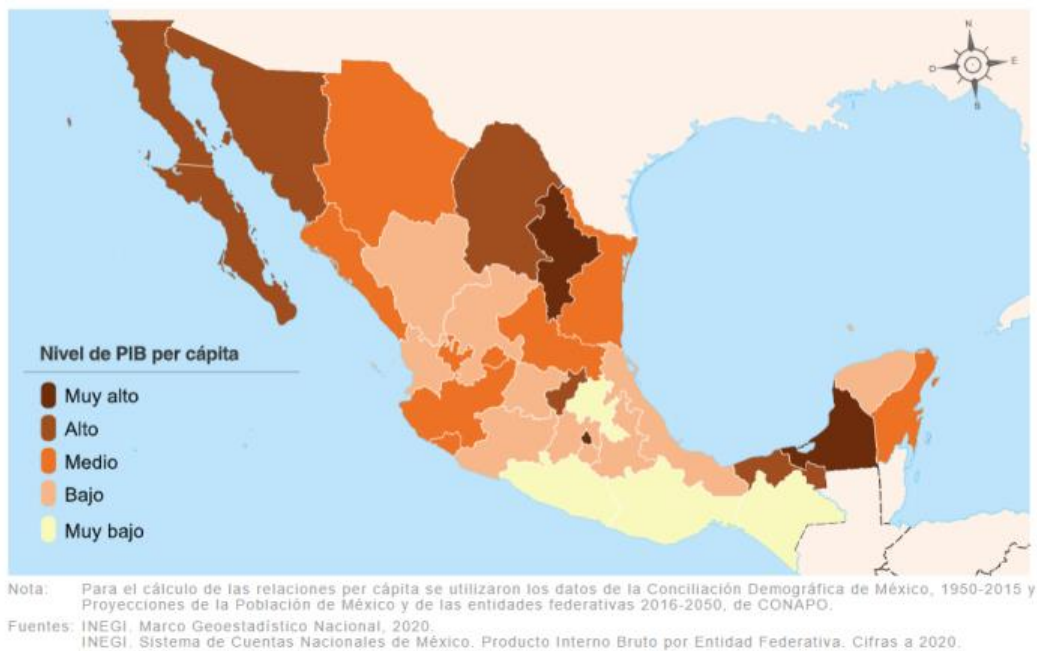 N
O
E
S
Nivel de PIB per cápita
Muy alto
Alto
Medio
Bajo
Muy bajo
Nota: Para el cálculo de las relaciones per cápita se utilizaron los datos de la Conciliación Demográfica de México, 1950-2015 y
Proyecciones de la Población de México y de las entidades federativas 2016-2050, de CONAPO.
Fuentes: INEGI. Marco Geoestadístico Nacional, 2020.
INEGI. Sistema de Cuentas Nacionales de México. Producto Interno Bruto por Entidad Federativa. Cifras a 2020.